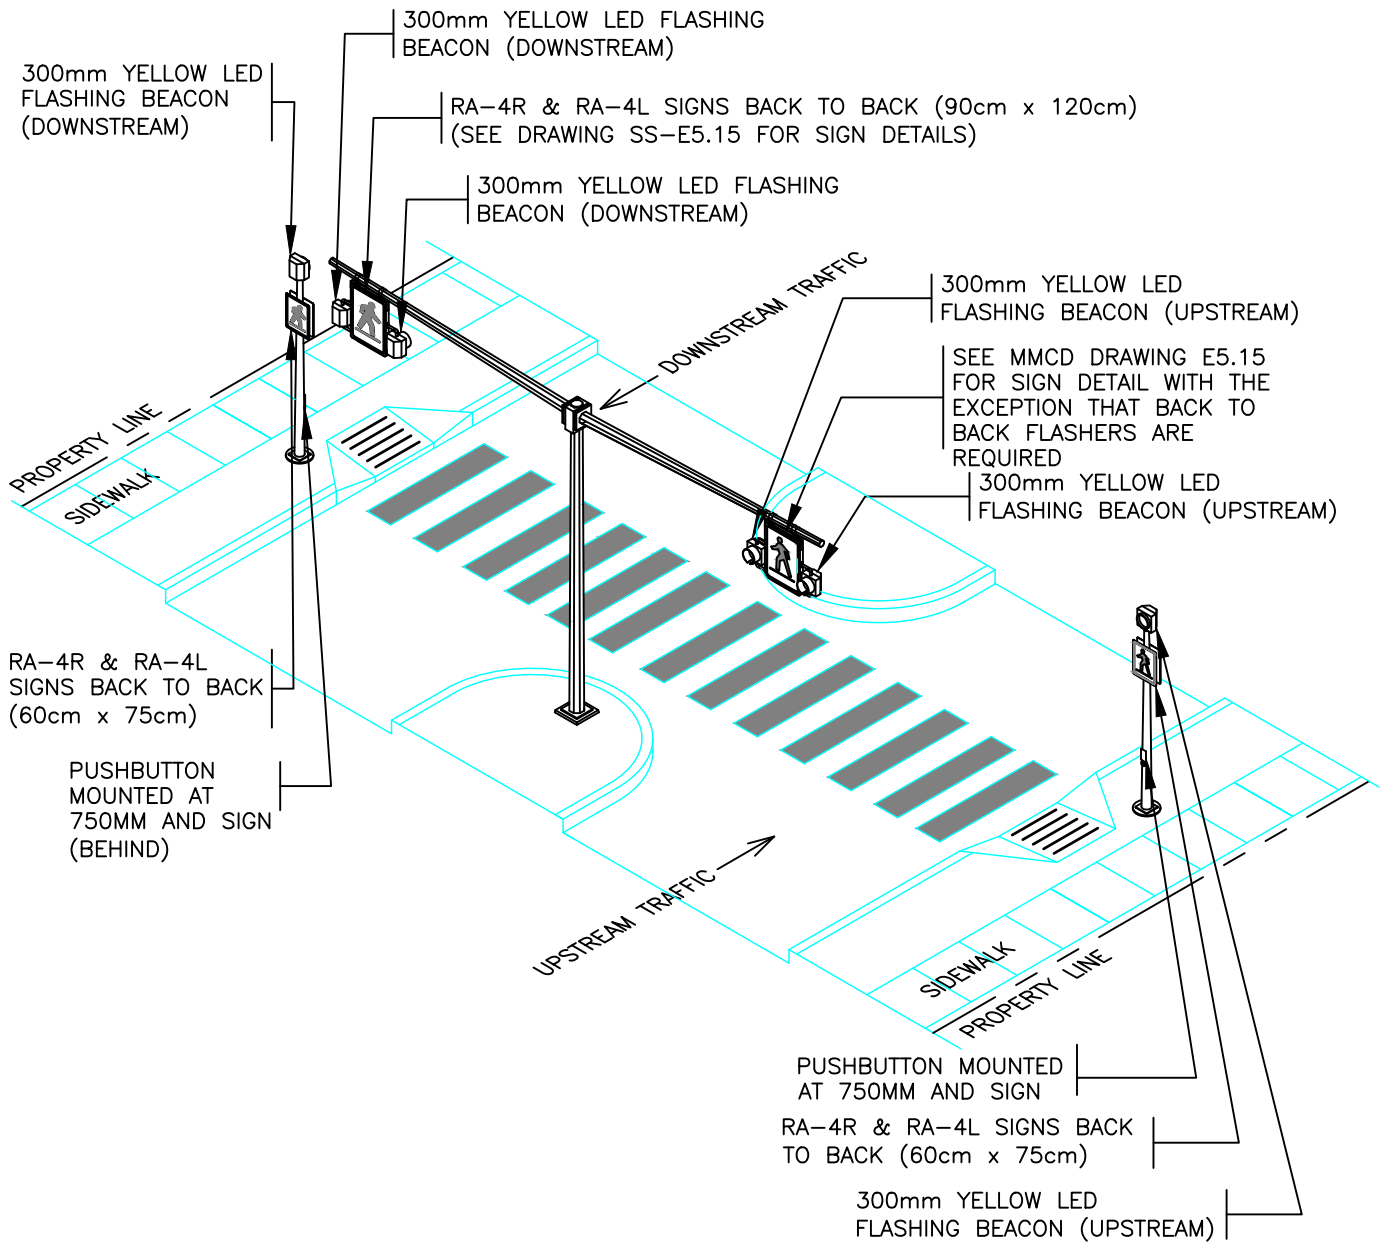 300mm YELLOW LED FLASHING
BEACON (DOWNSTREAM)
300mm YELLOW LED
FLASHING BEACON
(DOWNSTREAM)
RA-4R & RA-4L SIGNS BACK TO BACK (90cm x 120cm)
(SEE DRAWING SS-E5.15 FOR SIGN DETAILS)
300mm YELLOW LED FLASHING
BEACON (DOWNSTREAM)
DOWNSTREAM TRAFFIC
300mm YELLOW LED
FLASHING BEACON (UPSTREAM)
SEE MMCD DRAWING E5.15
FOR SIGN DETAIL WITH THE
EXCEPTION THAT BACK TO
BACK FLASHERS ARE
REQUIRED
300mm YELLOW LED
FLASHING BEACON (UPSTREAM)
PROPERTY LINE
SIDEWALK
RA-4R & RA-4L
SIGNS BACK TO BACK
(60cm x 75cm)
PUSHBUTTON
MOUNTED AT
750MM AND SIGN
(BEHIND)
UPSTREAM TRAFFIC
SIDEWALK
PROPERTY LINE
PUSHBUTTON MOUNTED
AT 750MM AND SIGN
RA-4R & RA-4L SIGNS BACK
TO BACK (60cm x 75cm)
300mm YELLOW LED
FLASHING BEACON (UPSTREAM)